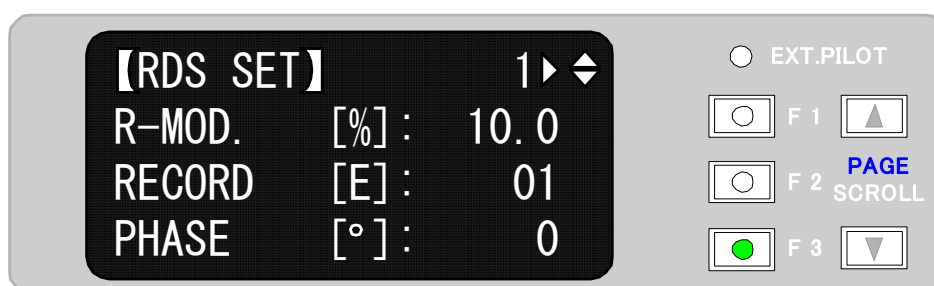 【RDS SET】 1
R-MOD. [%]: 10.0
RECORD [E]: 01
PHASE [°]: 0
EXT.PILOT
F 1
F 2
PAGE
SCROLL
F 3